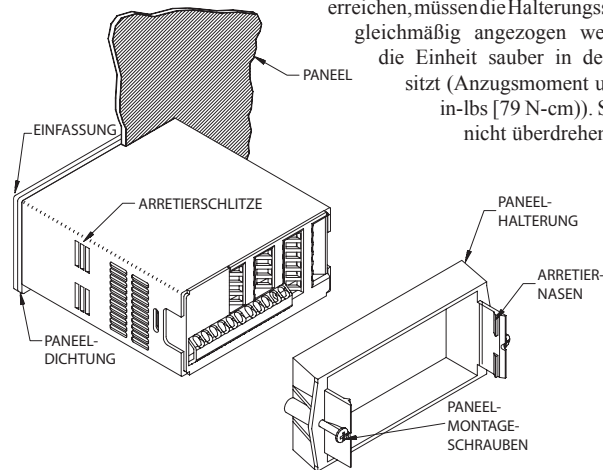 erreichen, müssen die Halterungss
gleichmäßig angezogen we
die Einheit sauber in de
sitzt (Anzugsmoment u
in-lbs [79 N-cm]). S
nicht überdrehen
PANEEL
EINFASSUNG
ARRETIERSCHLITZE
PANEEL-
HALTERUNG
ARRETIER-
NASEN
PANEEL-
DICHTUNG
PANEEL-
MONTAGE-
SCHRAUBEN